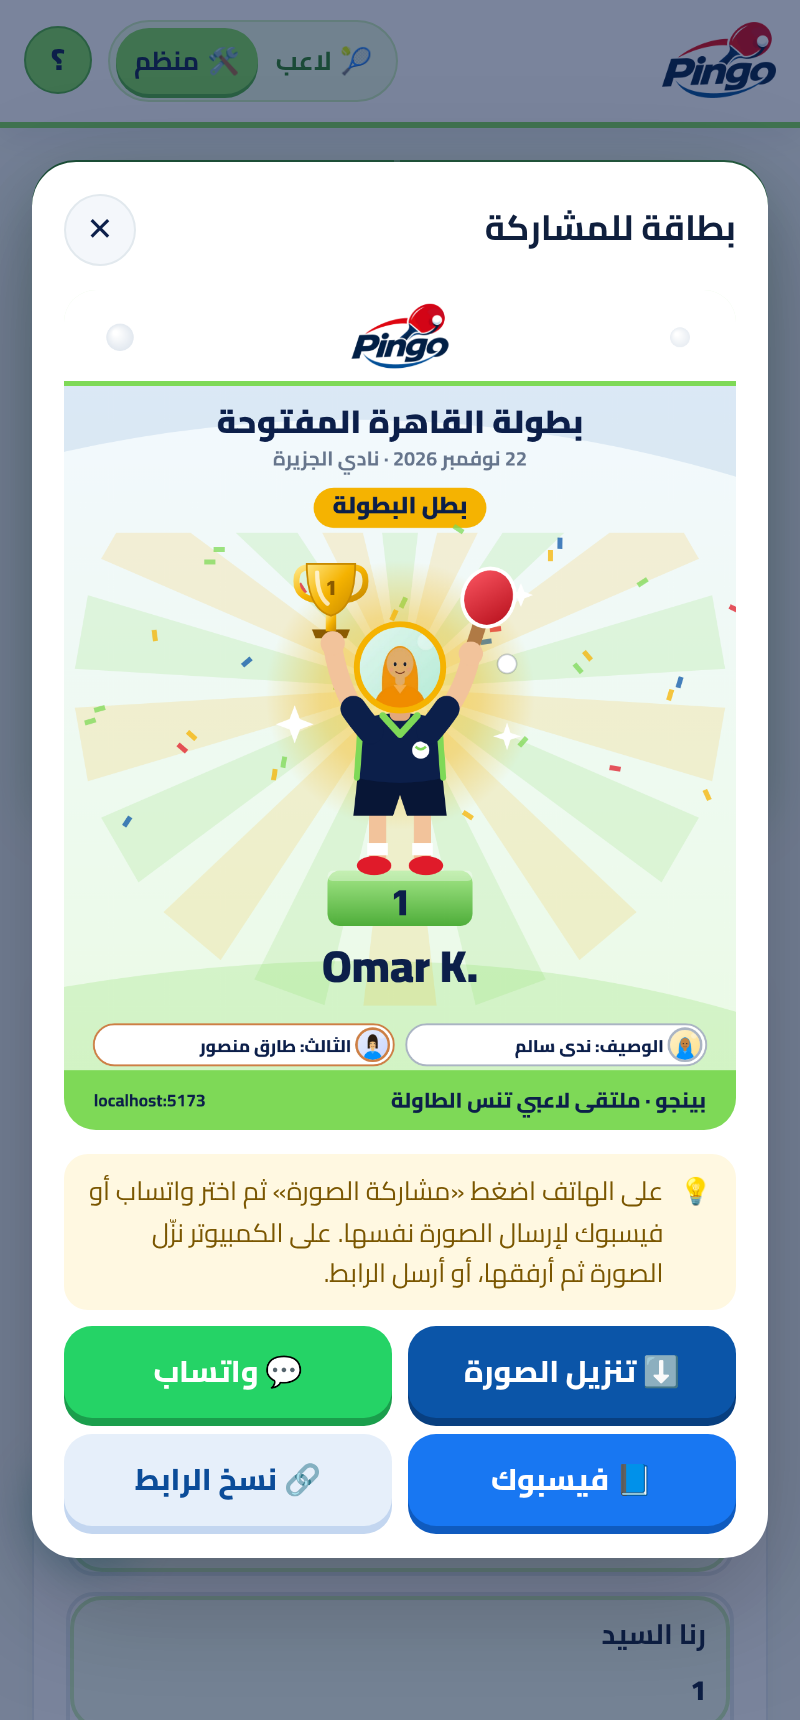 Pingo
لاعب
منظم
؟
بطاقة للمشاركة
×
Pingo
بطولة القاهرة المفتوحة
22 نوفمبر 2026 · نادي الجزيرة
بطل البطولة
1
1
Omar K.
الوصيف: ندى سالم
الثالث: طارق منصور
بينجو · ملتقى لاعبي تنس الطاولة
localhost:5173
على الهاتف اضغط «مشاركة الصورة» ثم اختر واتساب أو
فيسبوك لإرسال الصورة نفسها. على الكمبيوتر نزّل
الصورة ثم أرفقها، أو أرسل الرابط.
تنزيل الصورة
واتساب
فيسبوك
نسخ الرابط
رنا السيد
1